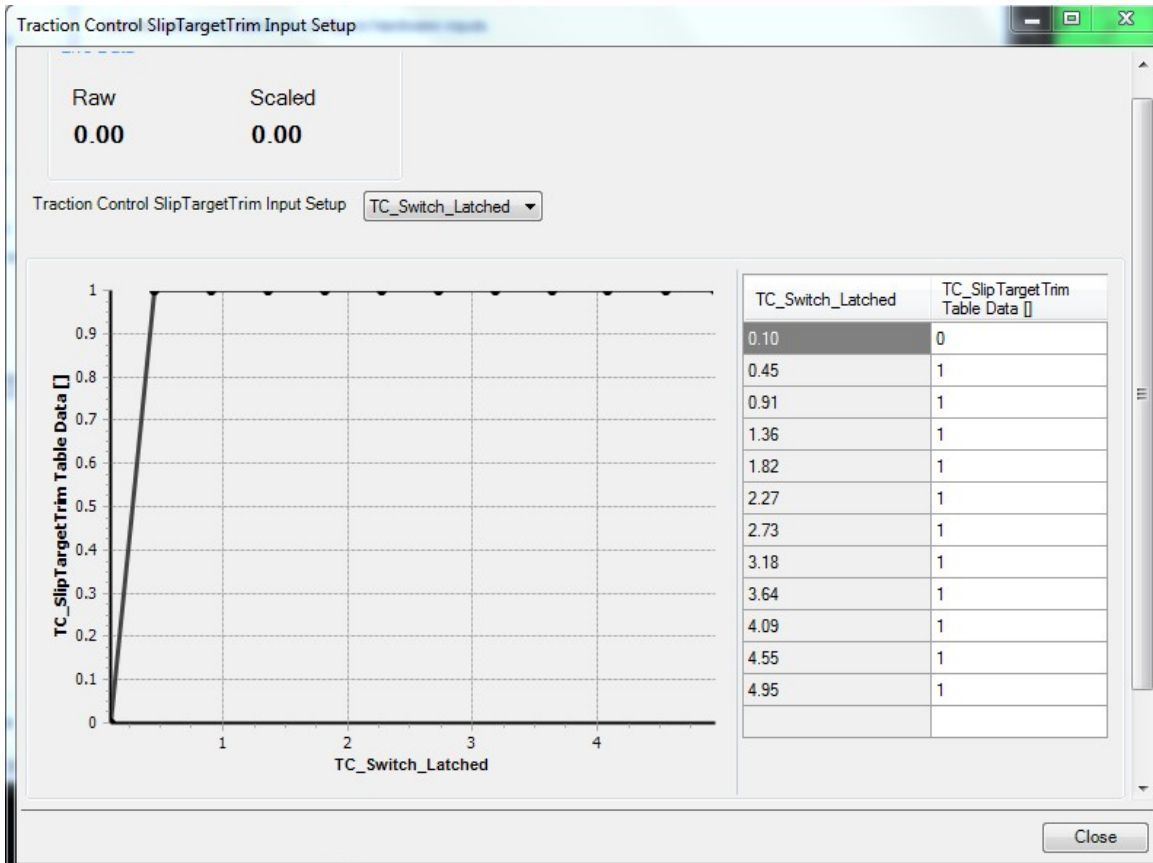 Traction Control SlipTargetTrim Input Setup
Raw Scaled
0.00 0.00
Traction Control SlipTargetTrim Input Setup TC_Switch_Latched
TC_SlipTargetTrim Table Data []
1
0.9
0.8
0.7
0.6
0.5
0.4
0.3
0.2
0.1
0
1 2 3 4
TC_Switch_Latched
TC_Switch_Latched TC_SlipTargetTrim
Table Data []
0.10 0
0.45 1
0.91 1
1.36 1
1.82 1
2.27 1
2.73 1
3.18 1
3.64 1
4.09 1
4.55 1
4.95 1
Close